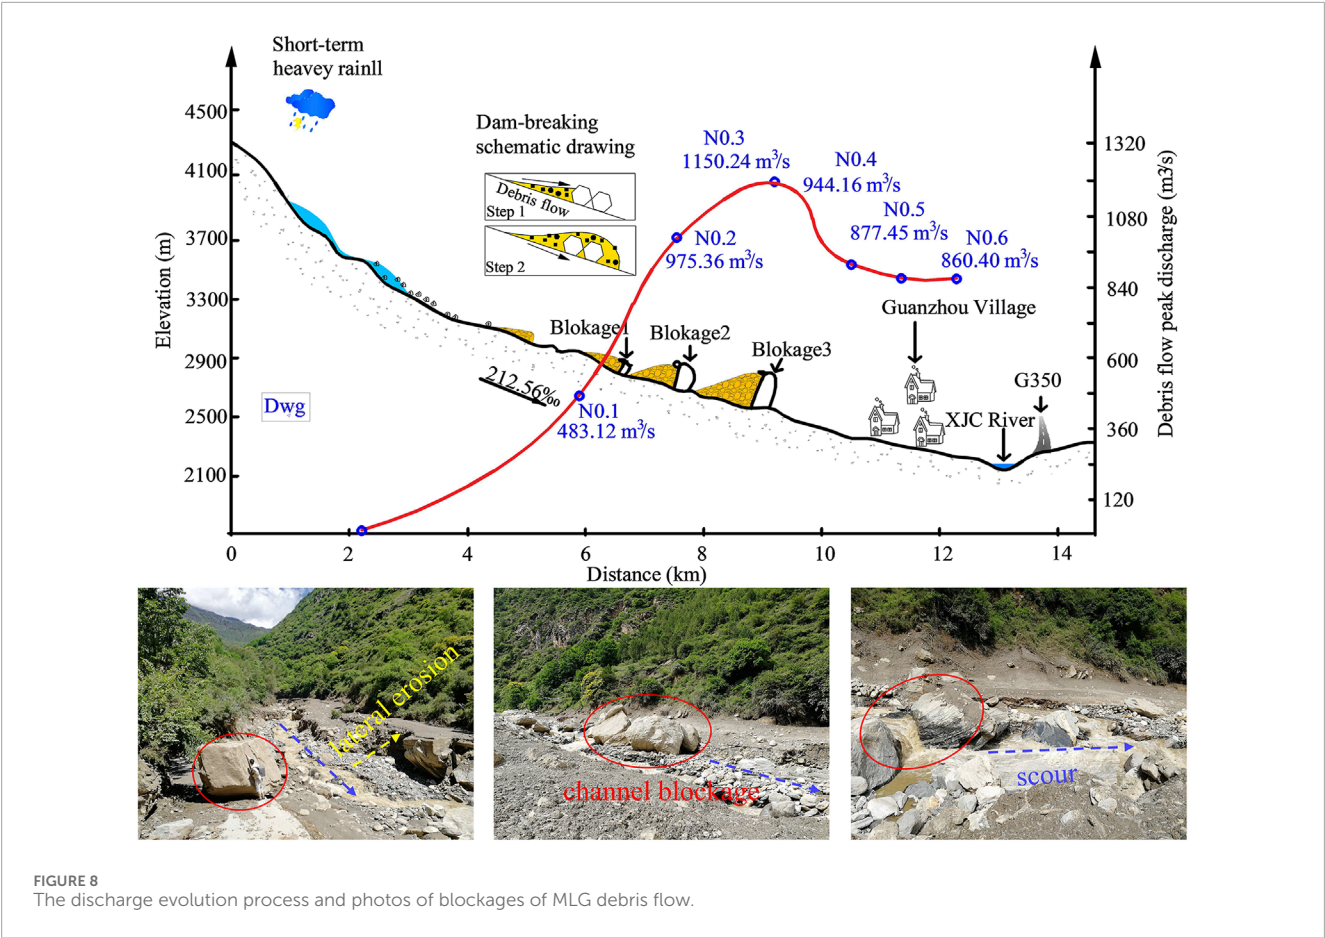 Short-term
heavey rainll
Dam-breaking
schematic drawing
Debris flow
Step 1
Step 2
Elevation (m)
4500
4100
3700
3300
2900
2500
2100
N0.3
1150.24 m³/s
N0.4
944.16 m³/s
N0.5
877.45 m³/s
N0.6
860.40 m³/s
N0.2
975.36 m³/s
N0.1
483.12 m³/s
Guanzhou Village
Blokage1
Blokage2
Blokage3
212.56‰
Dwg
G350
XJC River
1320
1080
840
600
360
120
Debris flow peak discharge (m3/s)
0
2
4
6
8
10
12
14
Distance (km)
lateral erosion
channel blockage
scour
FIGURE 8
The discharge evolution process and photos of blockages of MLG debris flow.